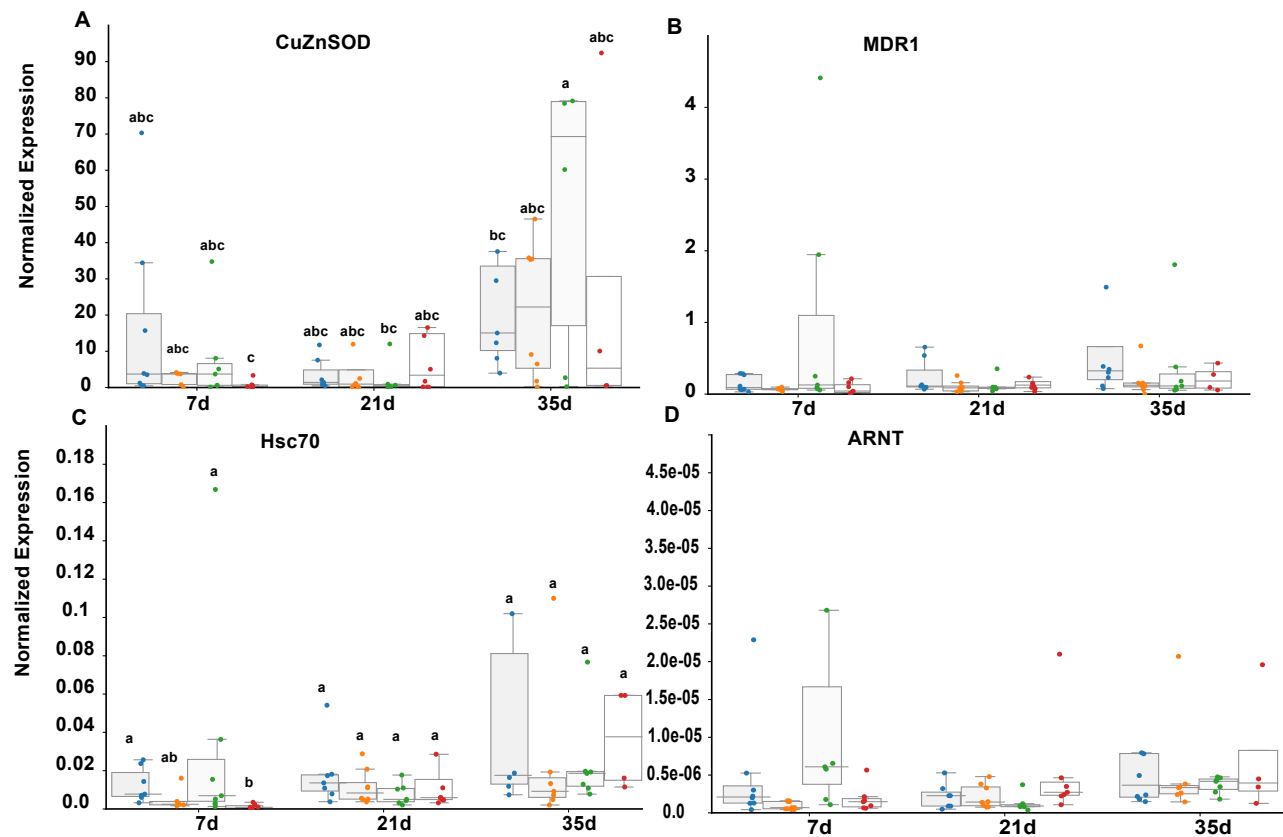 A
CuZnSOD
Normalized Expression
90
80
70
60
50
40
30
20
10
0
abc
abc
abc
c
abc
abc
bc
abc
bc
abc
a
abc
7d
21d
35d
B
MDR1
4
3
2
1
0
7d
21d
35d
C
Hsc70
Normalized Expression
0.18
0.16
0.14
0.12
0.1
0.08
0.06
0.04
0.02
0.0
a
ab
a
b
a
a
a
a
a
a
a
a
7d
21d
35d
D
ARNT
4.5e-05
4.0e-05
3.5e-05
3.0e-05
2.5e-05
2.0e-05
1.5e-05
1.0e-05
0.5e-06
0.0
7d
21d
35d